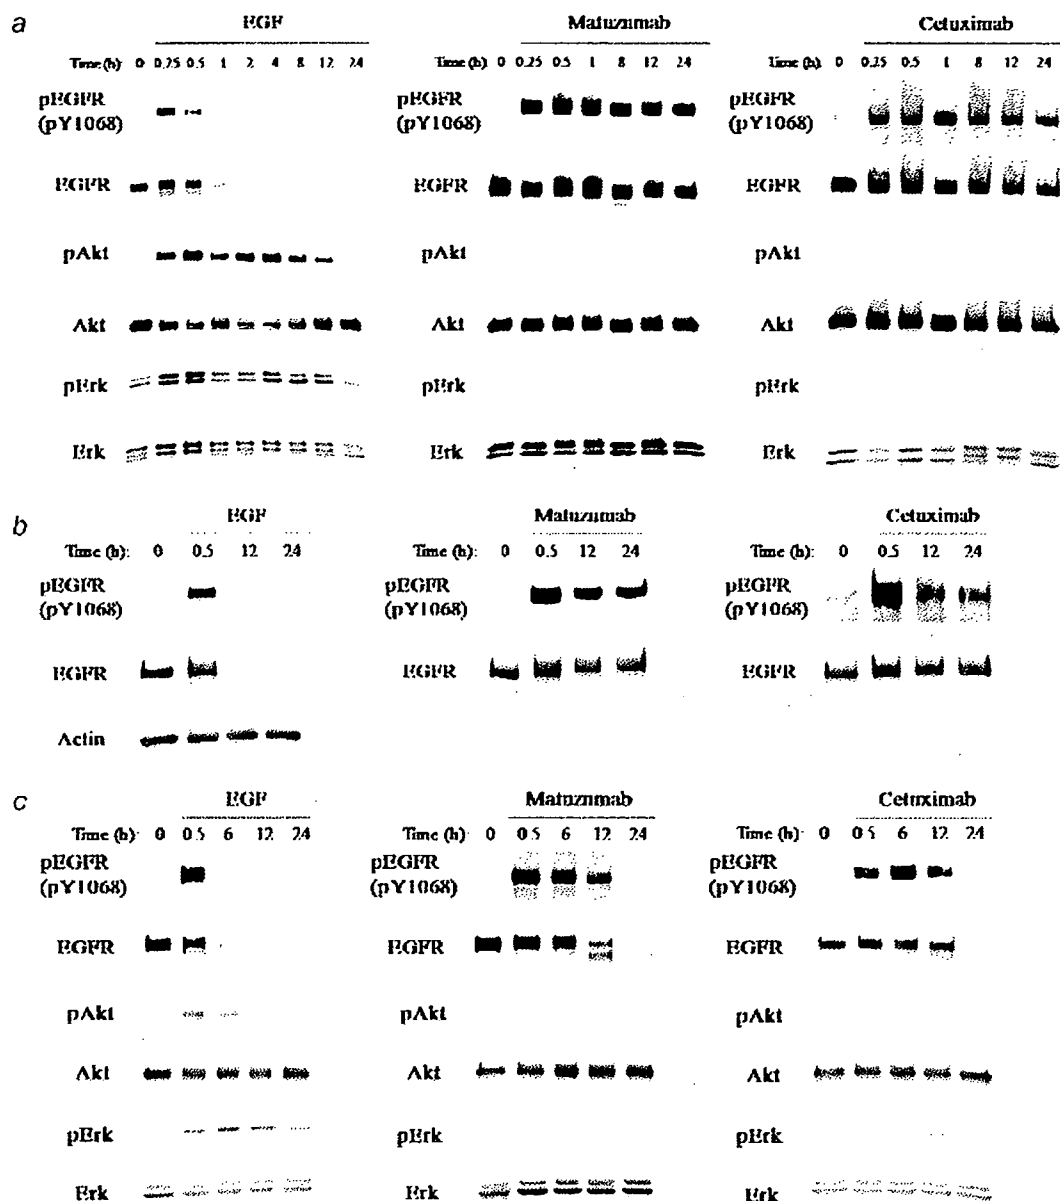 a
EGF
Matuzumab
Cetuximab
Time (h) 0 0.25 0.5 1 2 4 8 12 24
Time (h): 0 0.25 0.5 1 8 12 24
Time (h): 0 0.25 0.5 1 8 12 24
pEGFR
(pY1068)
pEGFR
(pY1068)
pEGFR
(pY1068)
EGFR
EGFR
EGFR
pAkt
pAkt
pAkt
Akt
Akt
Akt
pErk
pErk
pErk
Erk
Erk
Erk
b
EGF
Matuzumab
Cetuximab
Time (h): 0 0.5 12 24
Time (h): 0 0.5 12 24
Time (h): 0 0.5 12 24
pEGFR
(pY1068)
pEGFR
(pY1068)
pEGFR
(pY1068)
EGFR
EGFR
EGFR
Actin
c
EGF
Matuzumab
Cetuximab
Time (h): 0 0.5 6 12 24
Time (h): 0 0.5 6 12 24
Time (h): 0 0.5 6 12 24
pEGFR
(pY1068)
pEGFR
(pY1068)
pEGFR
(pY1068)
EGFR
EGFR
EGFR
pAkt
pAkt
pAkt
Akt
Akt
Akt
pErk
pErk
pErk
Erk
Erk
Erk